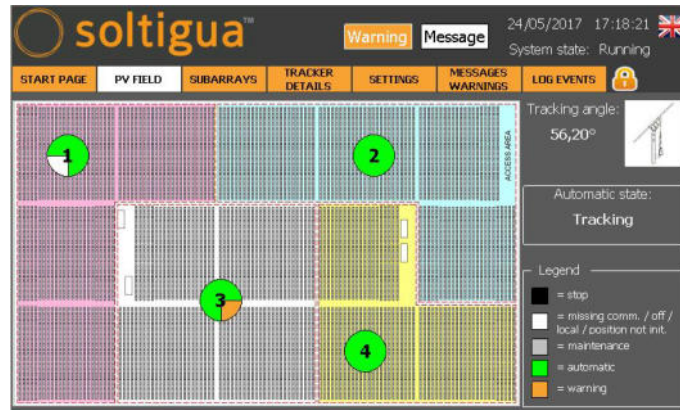 soltigua™
Warning
Message
24/05/2017 17:18:21
System state: Running
START PAGE
PV FIELD
SUBARRAYS
TRACKER DETAILS
SETTINGS
MESSAGES WARNINGS
LOG EVENTS
Tracking angle:
56,20°
1
2
ACCESS AREA
Automatic state:
Tracking
3
4
Legend
= stop
= missing comm. / off /
local / position not init.
= maintenance
= automatic
= warning